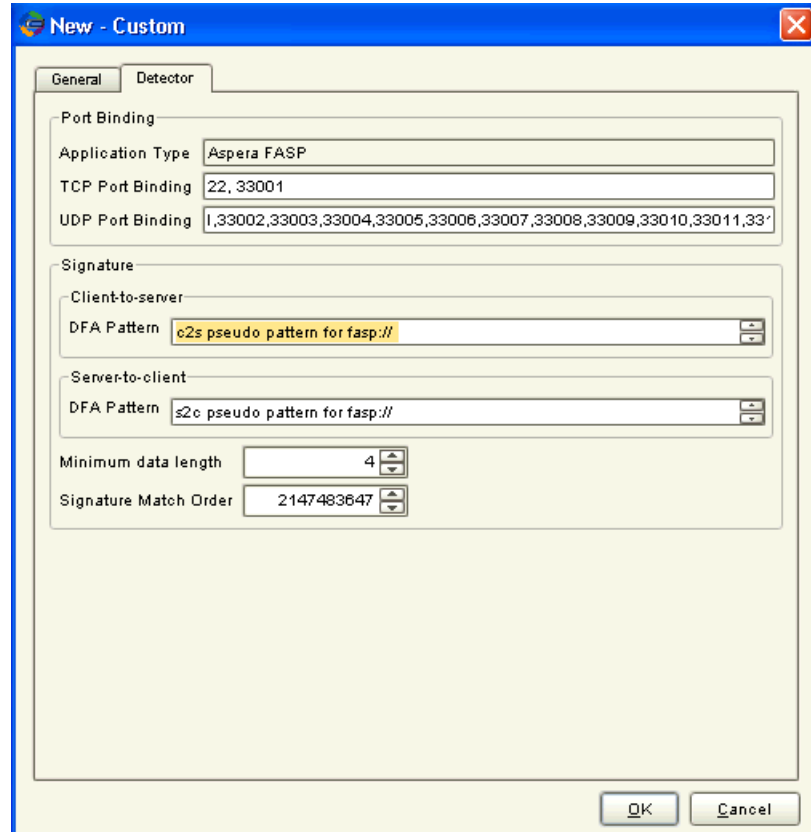 New - Custom
General Detector
Port Binding
Application Type Aspera FASP
TCP Port Binding 22, 33001
UDP Port Binding ,33002,33003,33004,33005,33006,33007,33008,33009,33010,33011,331
Signature
Client-to-server
DFA Pattern c2s pseudo pattern for fasp://
Server-to-client
DFA Pattern s2c pseudo pattern for fasp://
Minimum data length 4
Signature Match Order 2147483647
OK Cancel